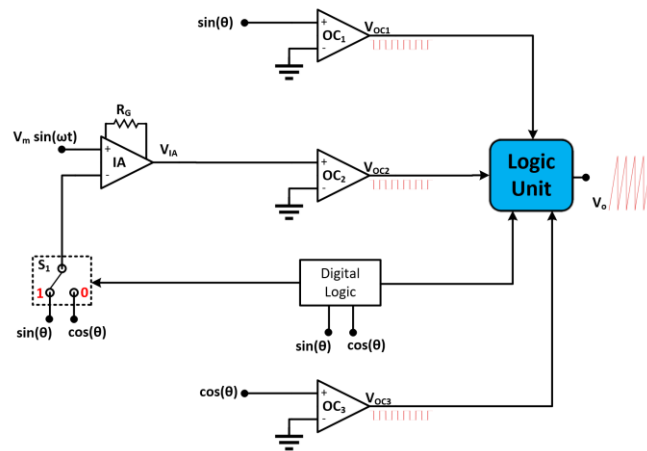 sin(θ)
+
-
OC1
VOC1
RG
Vm sin(ωt)
+
-
IA
VIA
+
-
OC2
VOC2
Logic
Unit
Vo
S1
1
0
sin(θ)
cos(θ)
Digital
Logic
sin(θ)
cos(θ)
cos(θ)
+
-
OC3
VOC3